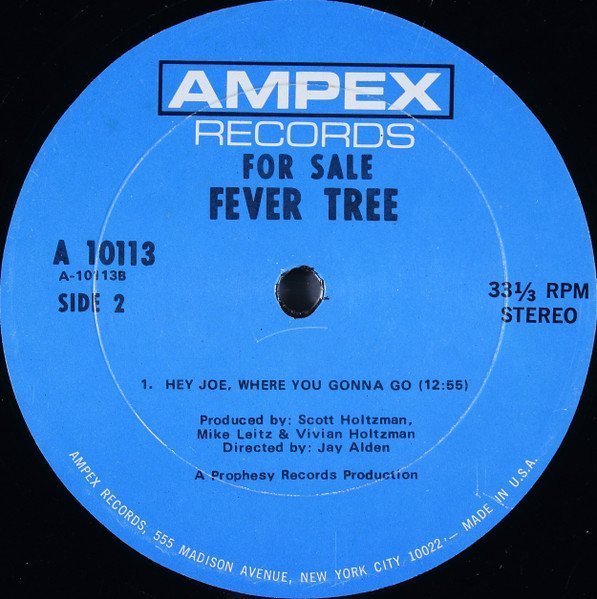 AMPEX
RECORDS
FOR SALE
FEVER TREE
A 10113
A-10113B
SIDE 2
33⅓ RPM
STEREO
1. HEY JOE, WHERE YOU GONNA GO (12:55)
Produced by: Scott Holtzman,
Mike Leitz & Vivian Holtzman
Directed by: Jay Alden
A Prophesy Records Production
AMPEX RECORDS, 555 MADISON AVENUE, NEW YORK CITY 10022 — MADE IN U.S.A.